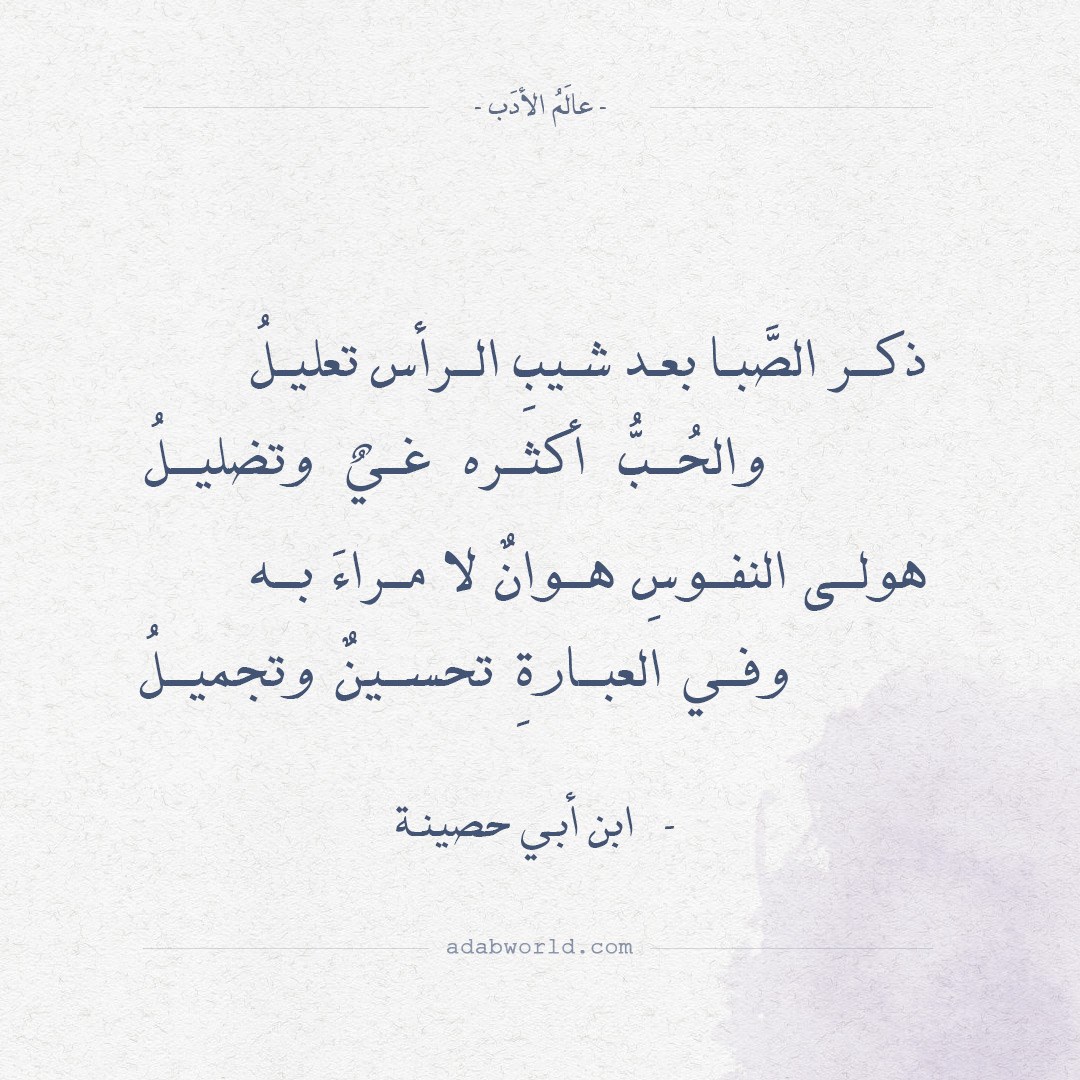 - عالَمُ الأدَب -
ذكر الصَّبا بعد شيبِ الرأس تعليلُ
والحُبُّ أكثره غيٌ وتضليلُ
هولى النفوسِ هوانٌ لا مراءَ به
وفي العبارةِ تحسينٌ وتجميلُ
- ابن أبي حصينة
adabworld.com